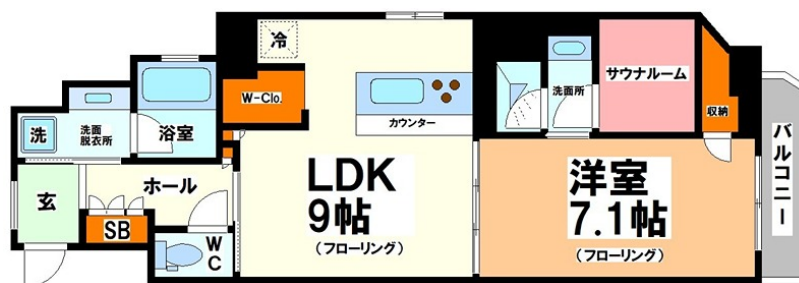 冷
W-Clo.
カウンター
洗面所
サウナルーム
収納
バルコニー
洗
洗面
脱衣所
浴室
玄
ホール
SB
WC
LDK
9帖
(フローリング)
洋室
7.1帖
(フローリング)